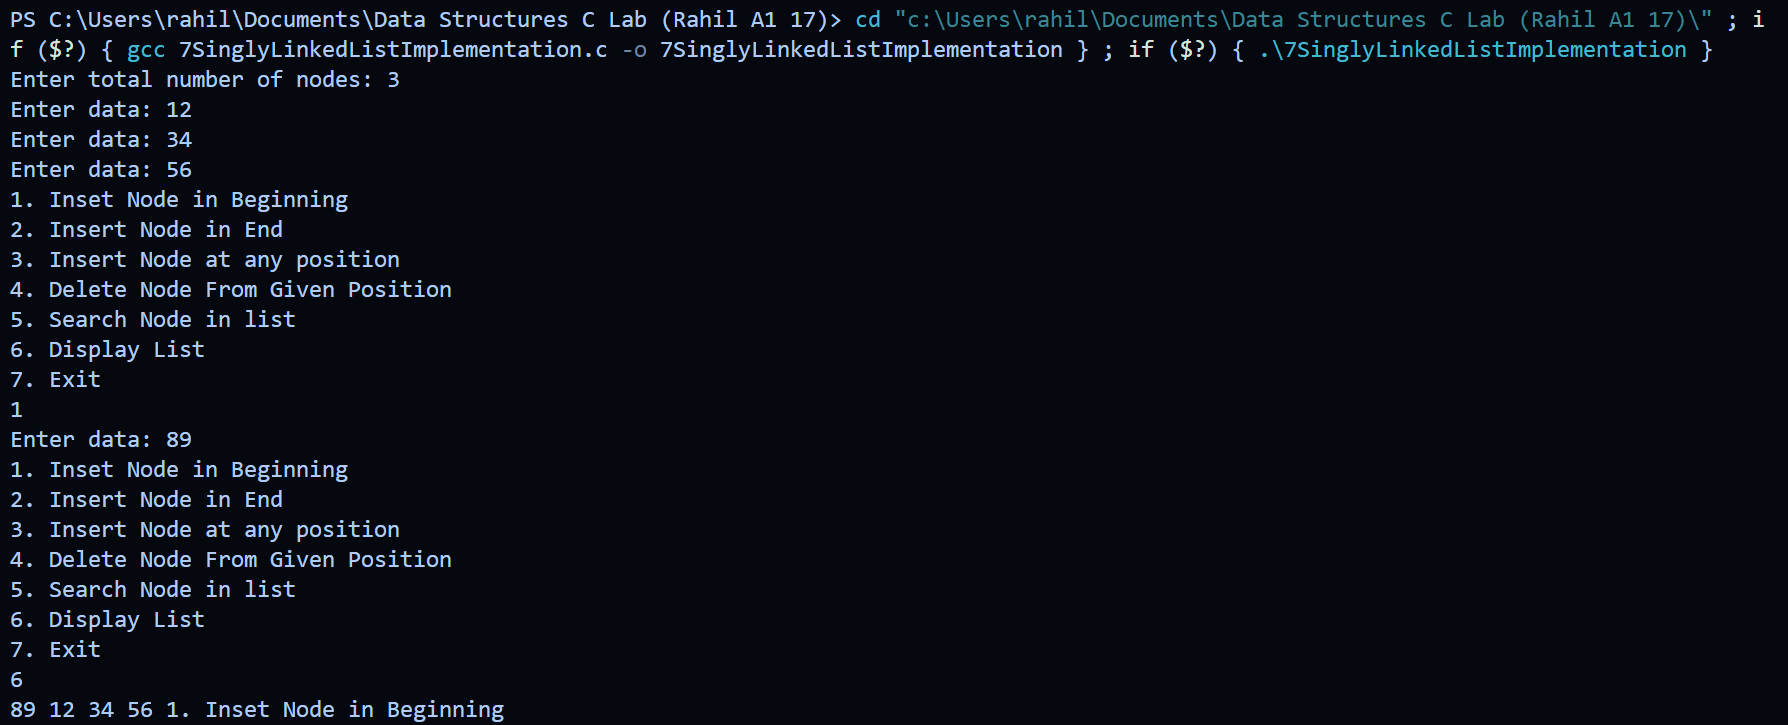 PS C:\Users\rahil\Documents\Data Structures C Lab (Rahil A1 17)> cd "c:\Users\rahil\Documents\Data Structures C Lab (Rahil A1 17)\" ; i
f ($?) { gcc 7SinglyLinkedListImplementation.c -o 7SinglyLinkedListImplementation } ; if ($?) { .\7SinglyLinkedListImplementation }
Enter total number of nodes: 3
Enter data: 12
Enter data: 34
Enter data: 56
1. Inset Node in Beginning
2. Insert Node in End
3. Insert Node at any position
4. Delete Node From Given Position
5. Search Node in list
6. Display List
7. Exit
1
Enter data: 89
1. Inset Node in Beginning
2. Insert Node in End
3. Insert Node at any position
4. Delete Node From Given Position
5. Search Node in list
6. Display List
7. Exit
6
89 12 34 56 1. Inset Node in Beginning